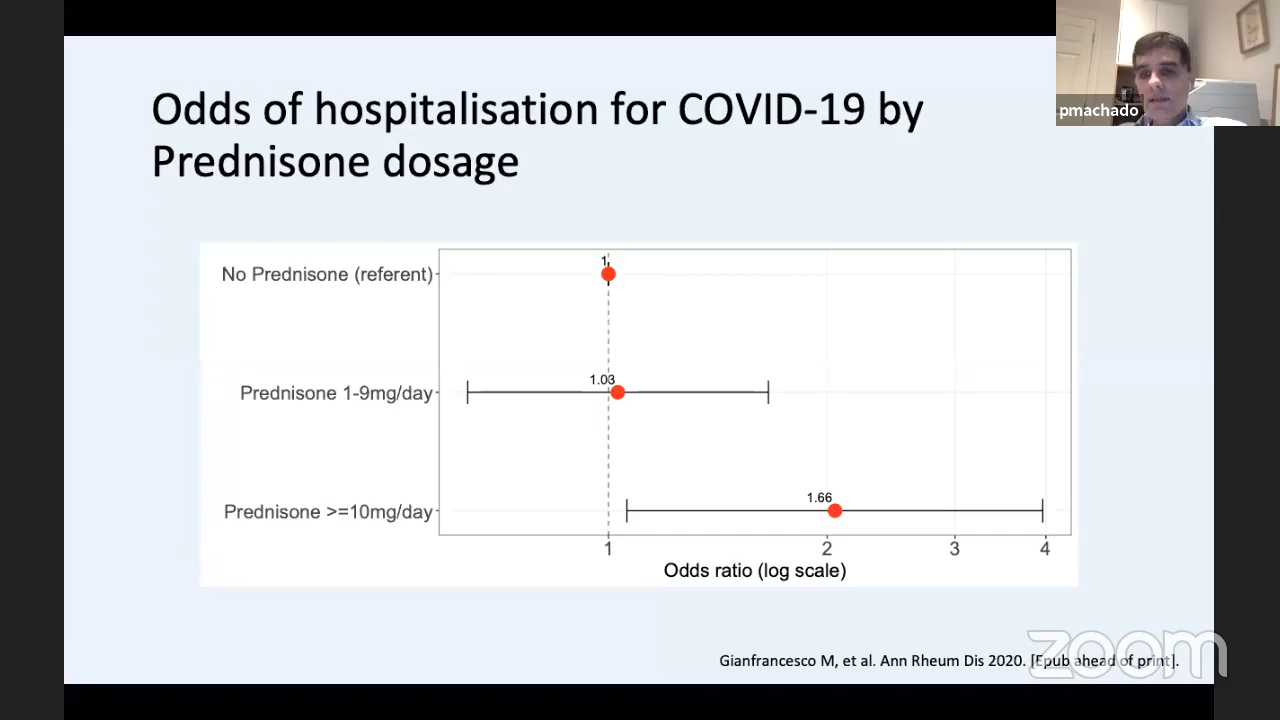 pmachado
Odds of hospitalisation for COVID-19 by
Prednisone dosage
No Prednisone (referent)
1
Prednisone 1-9mg/day
1.03
Prednisone >=10mg/day
1.66
1 2 3 4
Odds ratio (log scale)
Gianfrancesco M, et al. Ann Rheum Dis 2020. [Epub ahead of print].
zoom